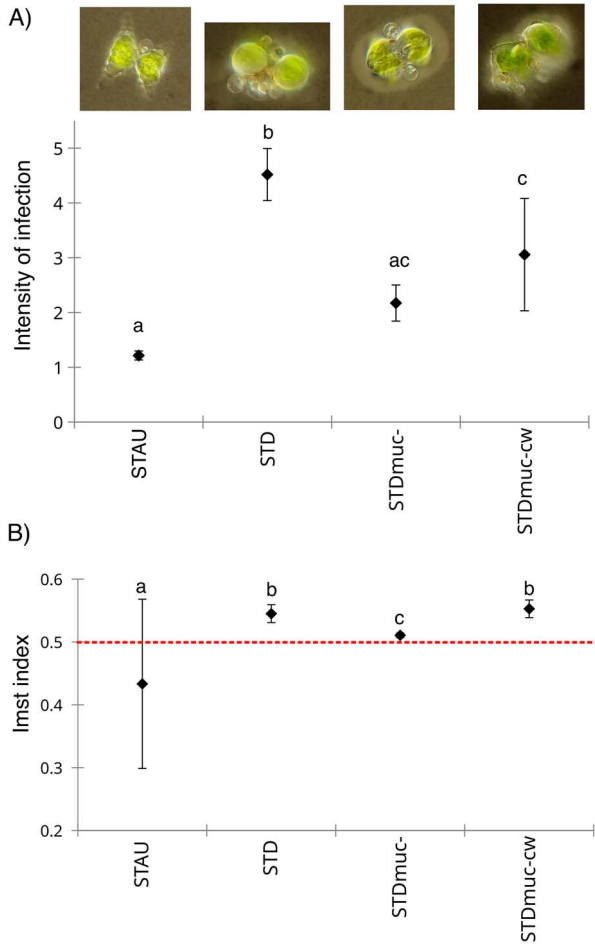 A)
Intensity of infection
5
4
3
2
1
0
a
b
ac
c
STAU
STD
STDmuc-
STDmuc-cw
B)
Imst index
0.6
0.5
0.4
0.3
0.2
a
b
c
b
STAU
STD
STDmuc-
STDmuc-cw